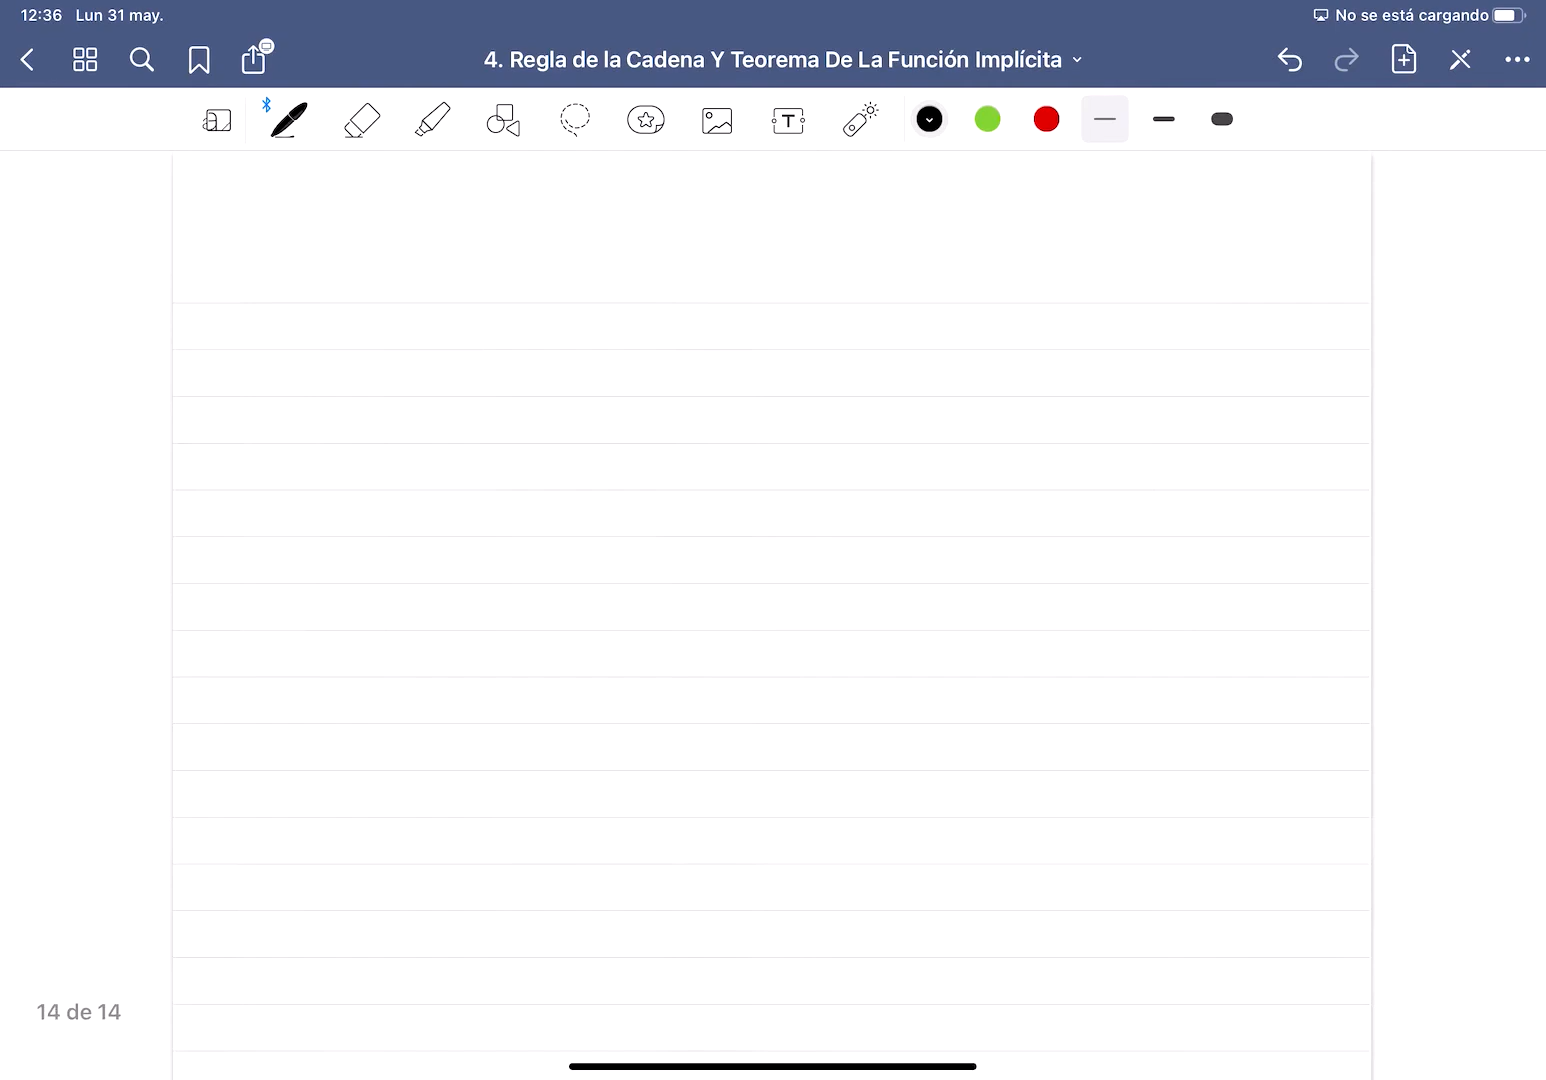 12:36 Lun 31 may. No se está cargando
4. Regla de la Cadena Y Teorema De La Función Implícita
T
14 de 14